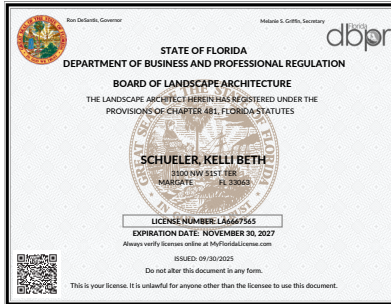 Ron DeSantis, Governor
Melanie S. Griffin, Secretary
Florida
dbpr
STATE OF FLORIDA
DEPARTMENT OF BUSINESS AND PROFESSIONAL REGULATION
BOARD OF LANDSCAPE ARCHITECTURE
THE LANDSCAPE ARCHITECT HEREIN HAS REGISTERED UNDER THE
PROVISIONS OF CHAPTER 481, FLORIDA STATUTES
SCHUELER, KELLI BETH
3100 NW 51ST TER
MARGATE FL 33063
LICENSE NUMBER: LA6667565
EXPIRATION DATE: NOVEMBER 30, 2027
Always verify licenses online at MyFloridaLicense.com
ISSUED: 09/30/2025
Do not alter this document in any form.
This is your license. It is unlawful for anyone other than the licensee to use this document.